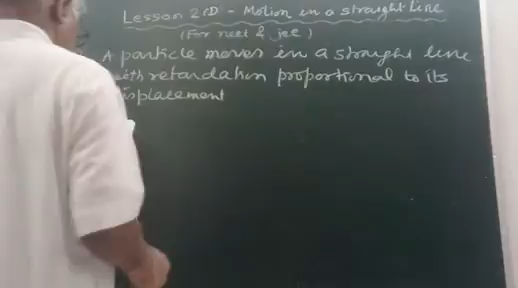 Lesson 2nD - Motion in a straight line
(For neet & jee)
A particle moves in a straight line
with retardation proportional to its
displacement